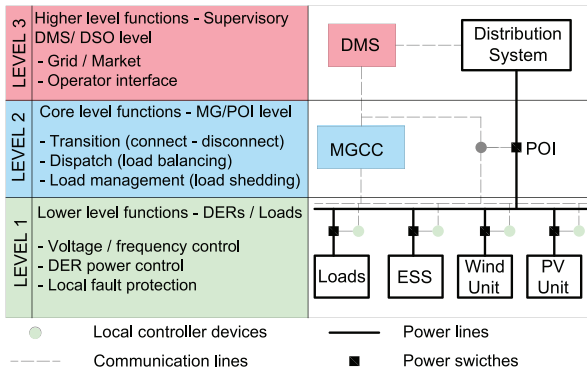 LEVEL 3
Higher level functions - Supervisory
DMS/ DSO level
- Grid / Market
- Operator interface
DMS
Distribution
System
LEVEL 2
Core level functions - MG/POI level
- Transition (connect - disconnect)
- Dispatch (load balancing)
- Load management (load shedding)
MGCC
POI
LEVEL 1
Lower level functions - DERs / Loads
- Voltage / frequency control
- DER power control
- Local fault protection
Loads
ESS
Wind
Unit
PV
Unit
Local controller devices
Power lines
Communication lines
Power swicthes